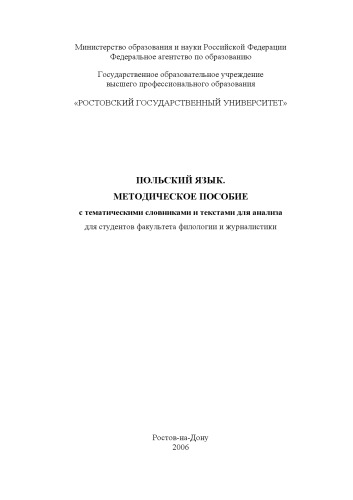 Министерство образования и науки Российской Федерации
Федеральное агентство по образованию
Государственное образовательное учреждение
высшего профессионального образования
«РОСТОВСКИЙ ГОСУДАРСТВЕННЫЙ УНИВЕРСИТЕТ»
ПОЛЬСКИЙ ЯЗЫК.
МЕТОДИЧЕСКОЕ ПОСОБИЕ
с тематическими словниками и текстами для анализа
для студентов факультета филологии и журналистики
Ростов-на-Дону
2006